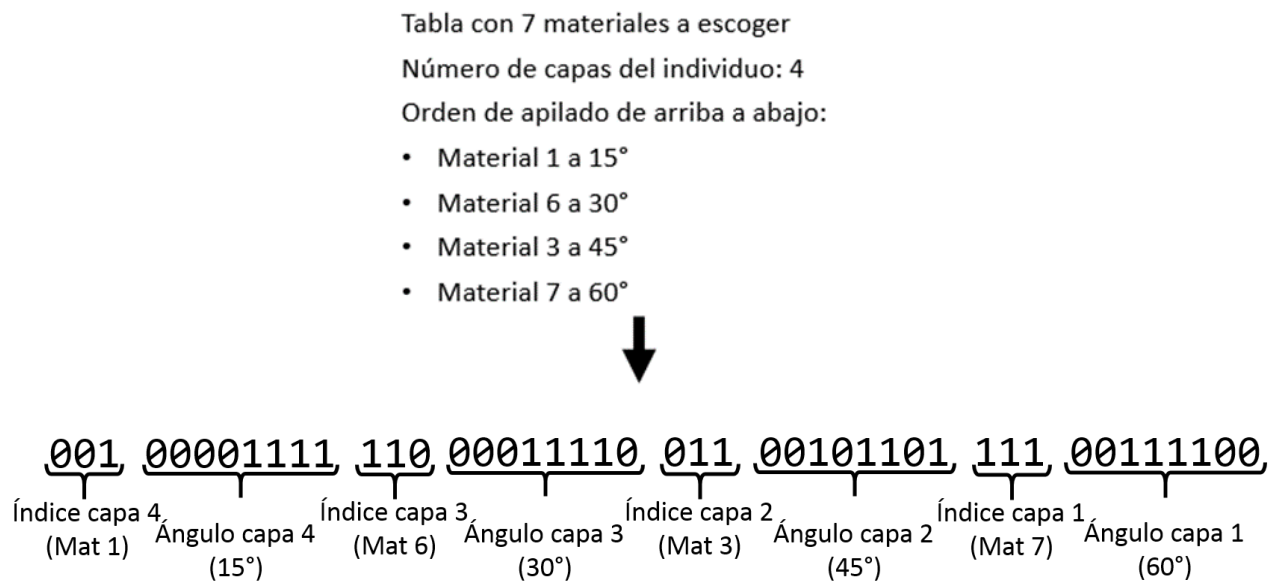 Tabla con 7 materiales a escoger
Número de capas del individuo: 4
Orden de apilado de arriba a abajo:
• Material 1 a 15°
• Material 6 a 30°
• Material 3 a 45°
• Material 7 a 60°
001 00001111 110 00011110 011 00101101 111 00111100
Índice capa 4 Índice capa 3 Índice capa 2 Índice capa 1
(Mat 1) Ángulo capa 4 (Mat 6) Ángulo capa 3 (Mat 3) Ángulo capa 2 (Mat 7) Ángulo capa 1
(15°) (30°) (45°) (60°)